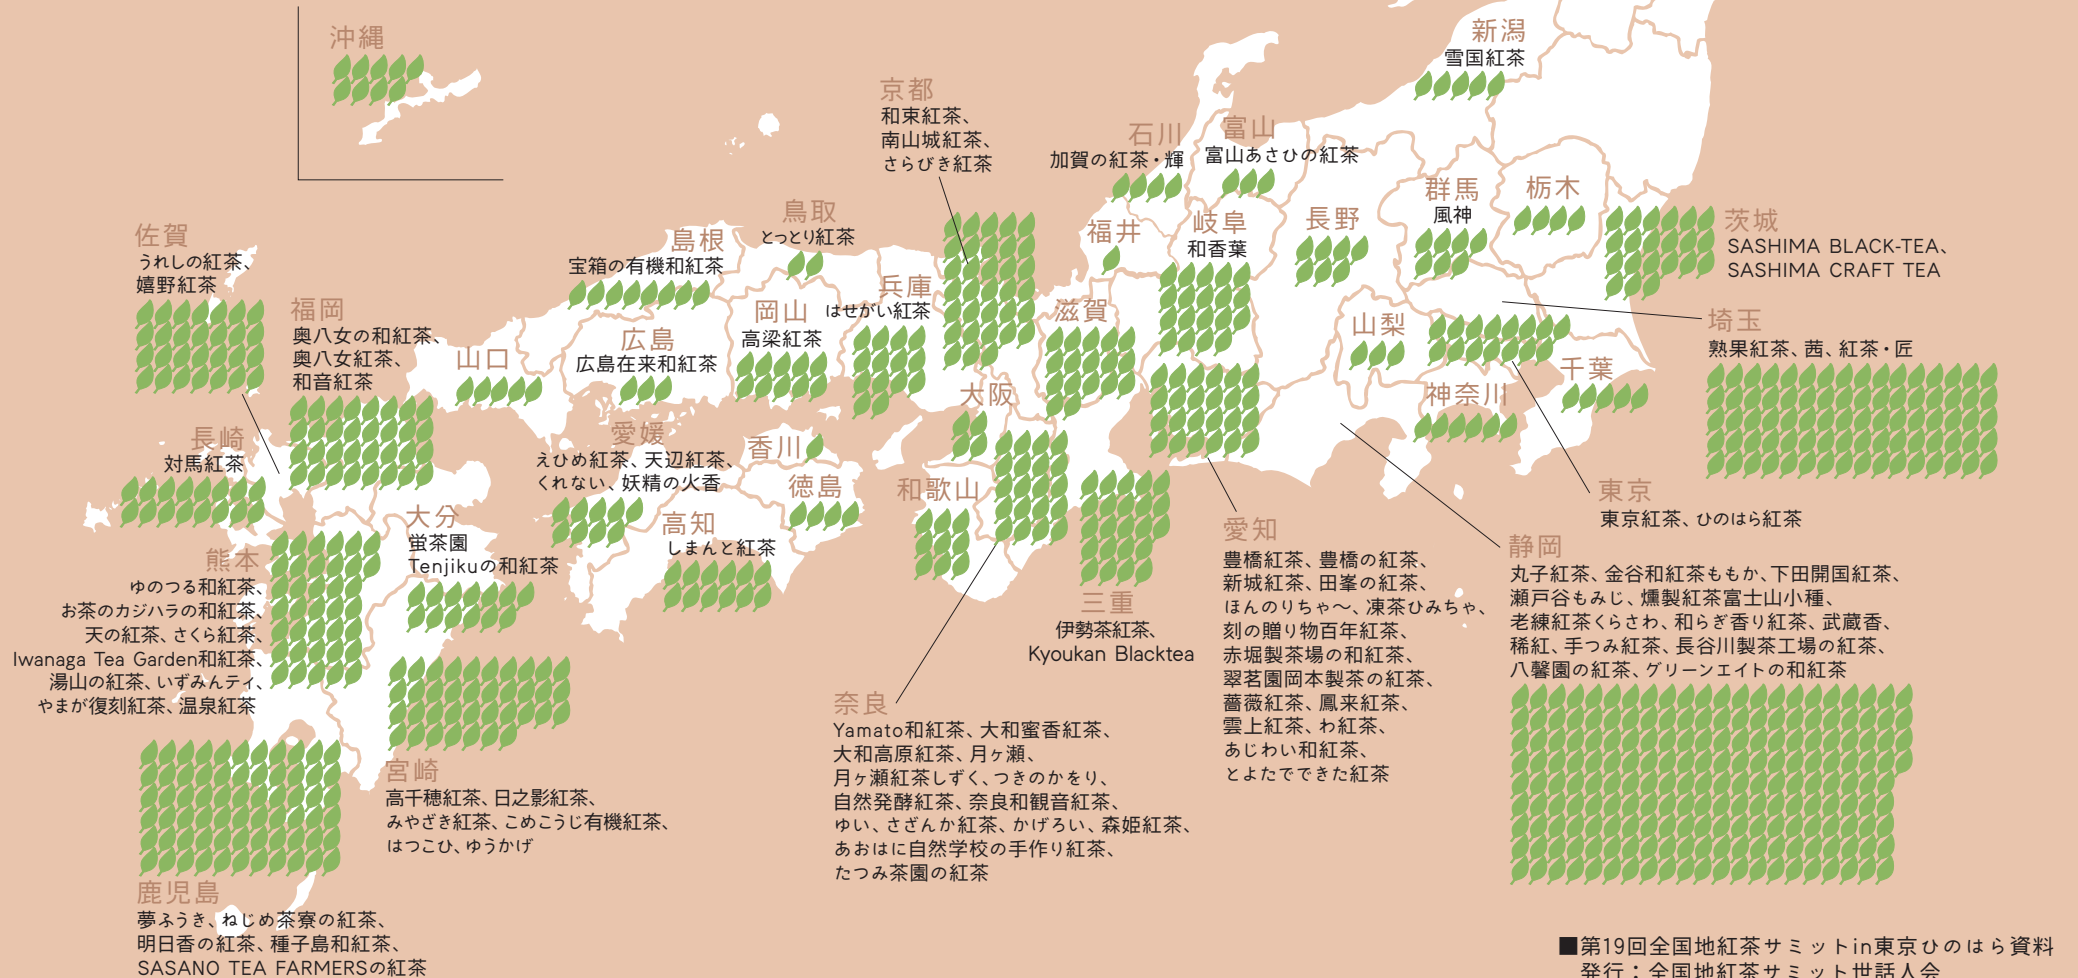 沖縄
新潟
雪国紅茶
京都
和束紅茶、
南山城紅茶、
さらびき紅茶
石川
加賀の紅茶・輝
富山
富山あさひの紅茶
群馬
風神
栃木
茨城
SASHIMA BLACK-TEA、
SASHIMA CRAFT TEA
佐賀
うれしの紅茶、
嬉野紅茶
鳥取
とっとり紅茶
島根
宝箱の有機和紅茶
福井
岐阜
和香葉
長野
福岡
奥八女の和紅茶、
奥八女紅茶、
和音紅茶
山口
広島
広島在来和紅茶
岡山
高梁紅茶
兵庫
はせがい紅茶
滋賀
山梨
埼玉
熟果紅茶、茜、紅茶・匠
千葉
神奈川
大阪
長崎
対馬紅茶
愛媛
えひめ紅茶、天辺紅茶、
くれない、妖精の火香
香川
徳島
和歌山
東京
東京紅茶、ひのはら紅茶
大分
蛍茶園
Tenjikuの和紅茶
高知
しまんと紅茶
熊本
ゆのつる和紅茶、
お茶のカジハラの和紅茶、
天の紅茶、さくら紅茶、
Iwanaga Tea Garden和紅茶、
湯山の紅茶、いずみんティ、
やまが復刻紅茶、温泉紅茶
三重
伊勢茶紅茶、
Kyoukan Blacktea
愛知
豊橋紅茶、豊橋の紅茶、
新城紅茶、田峯の紅茶、
ほんのりちゃ〜、凍茶ひみちゃ、
刻の贈り物百年紅茶、
赤堀製茶場の和紅茶、
翠茗園岡本製茶の紅茶、
薔薇紅茶、鳳来紅茶、
雲上紅茶、わ紅茶、
あじわい和紅茶、
とよたでできた紅茶
静岡
丸子紅茶、金谷和紅茶ももか、下田開国紅茶、
瀬戸谷もみじ、燻製紅茶富士山小種、
老練紅茶くらさわ、和らぎ香り紅茶、武蔵香、
稀紅、手つみ紅茶、長谷川製茶工場の紅茶、
八馨園の紅茶、グリーンエイトの和紅茶
奈良
Yamato和紅茶、大和蜜香紅茶、
大和高原紅茶、月ヶ瀬、
月ヶ瀬紅茶しずく、つきのかをり、
自然発酵紅茶、奈良和観音紅茶、
ゆい、さざんか紅茶、かげろい、森姫紅茶、
あおはに自然学校の手作り紅茶、
たつみ茶園の紅茶
宮崎
高千穂紅茶、日之影紅茶、
みやざき紅茶、こめこうじ有機紅茶、
はつこひ、ゆうかげ
鹿児島
夢ふうき、ねじめ茶寮の紅茶、
明日香の紅茶、種子島和紅茶、
SASANO TEA FARMERSの紅茶
■第19回全国地紅茶サミットin東京ひのはら資料
発行：全国地紅茶サミット世話人会